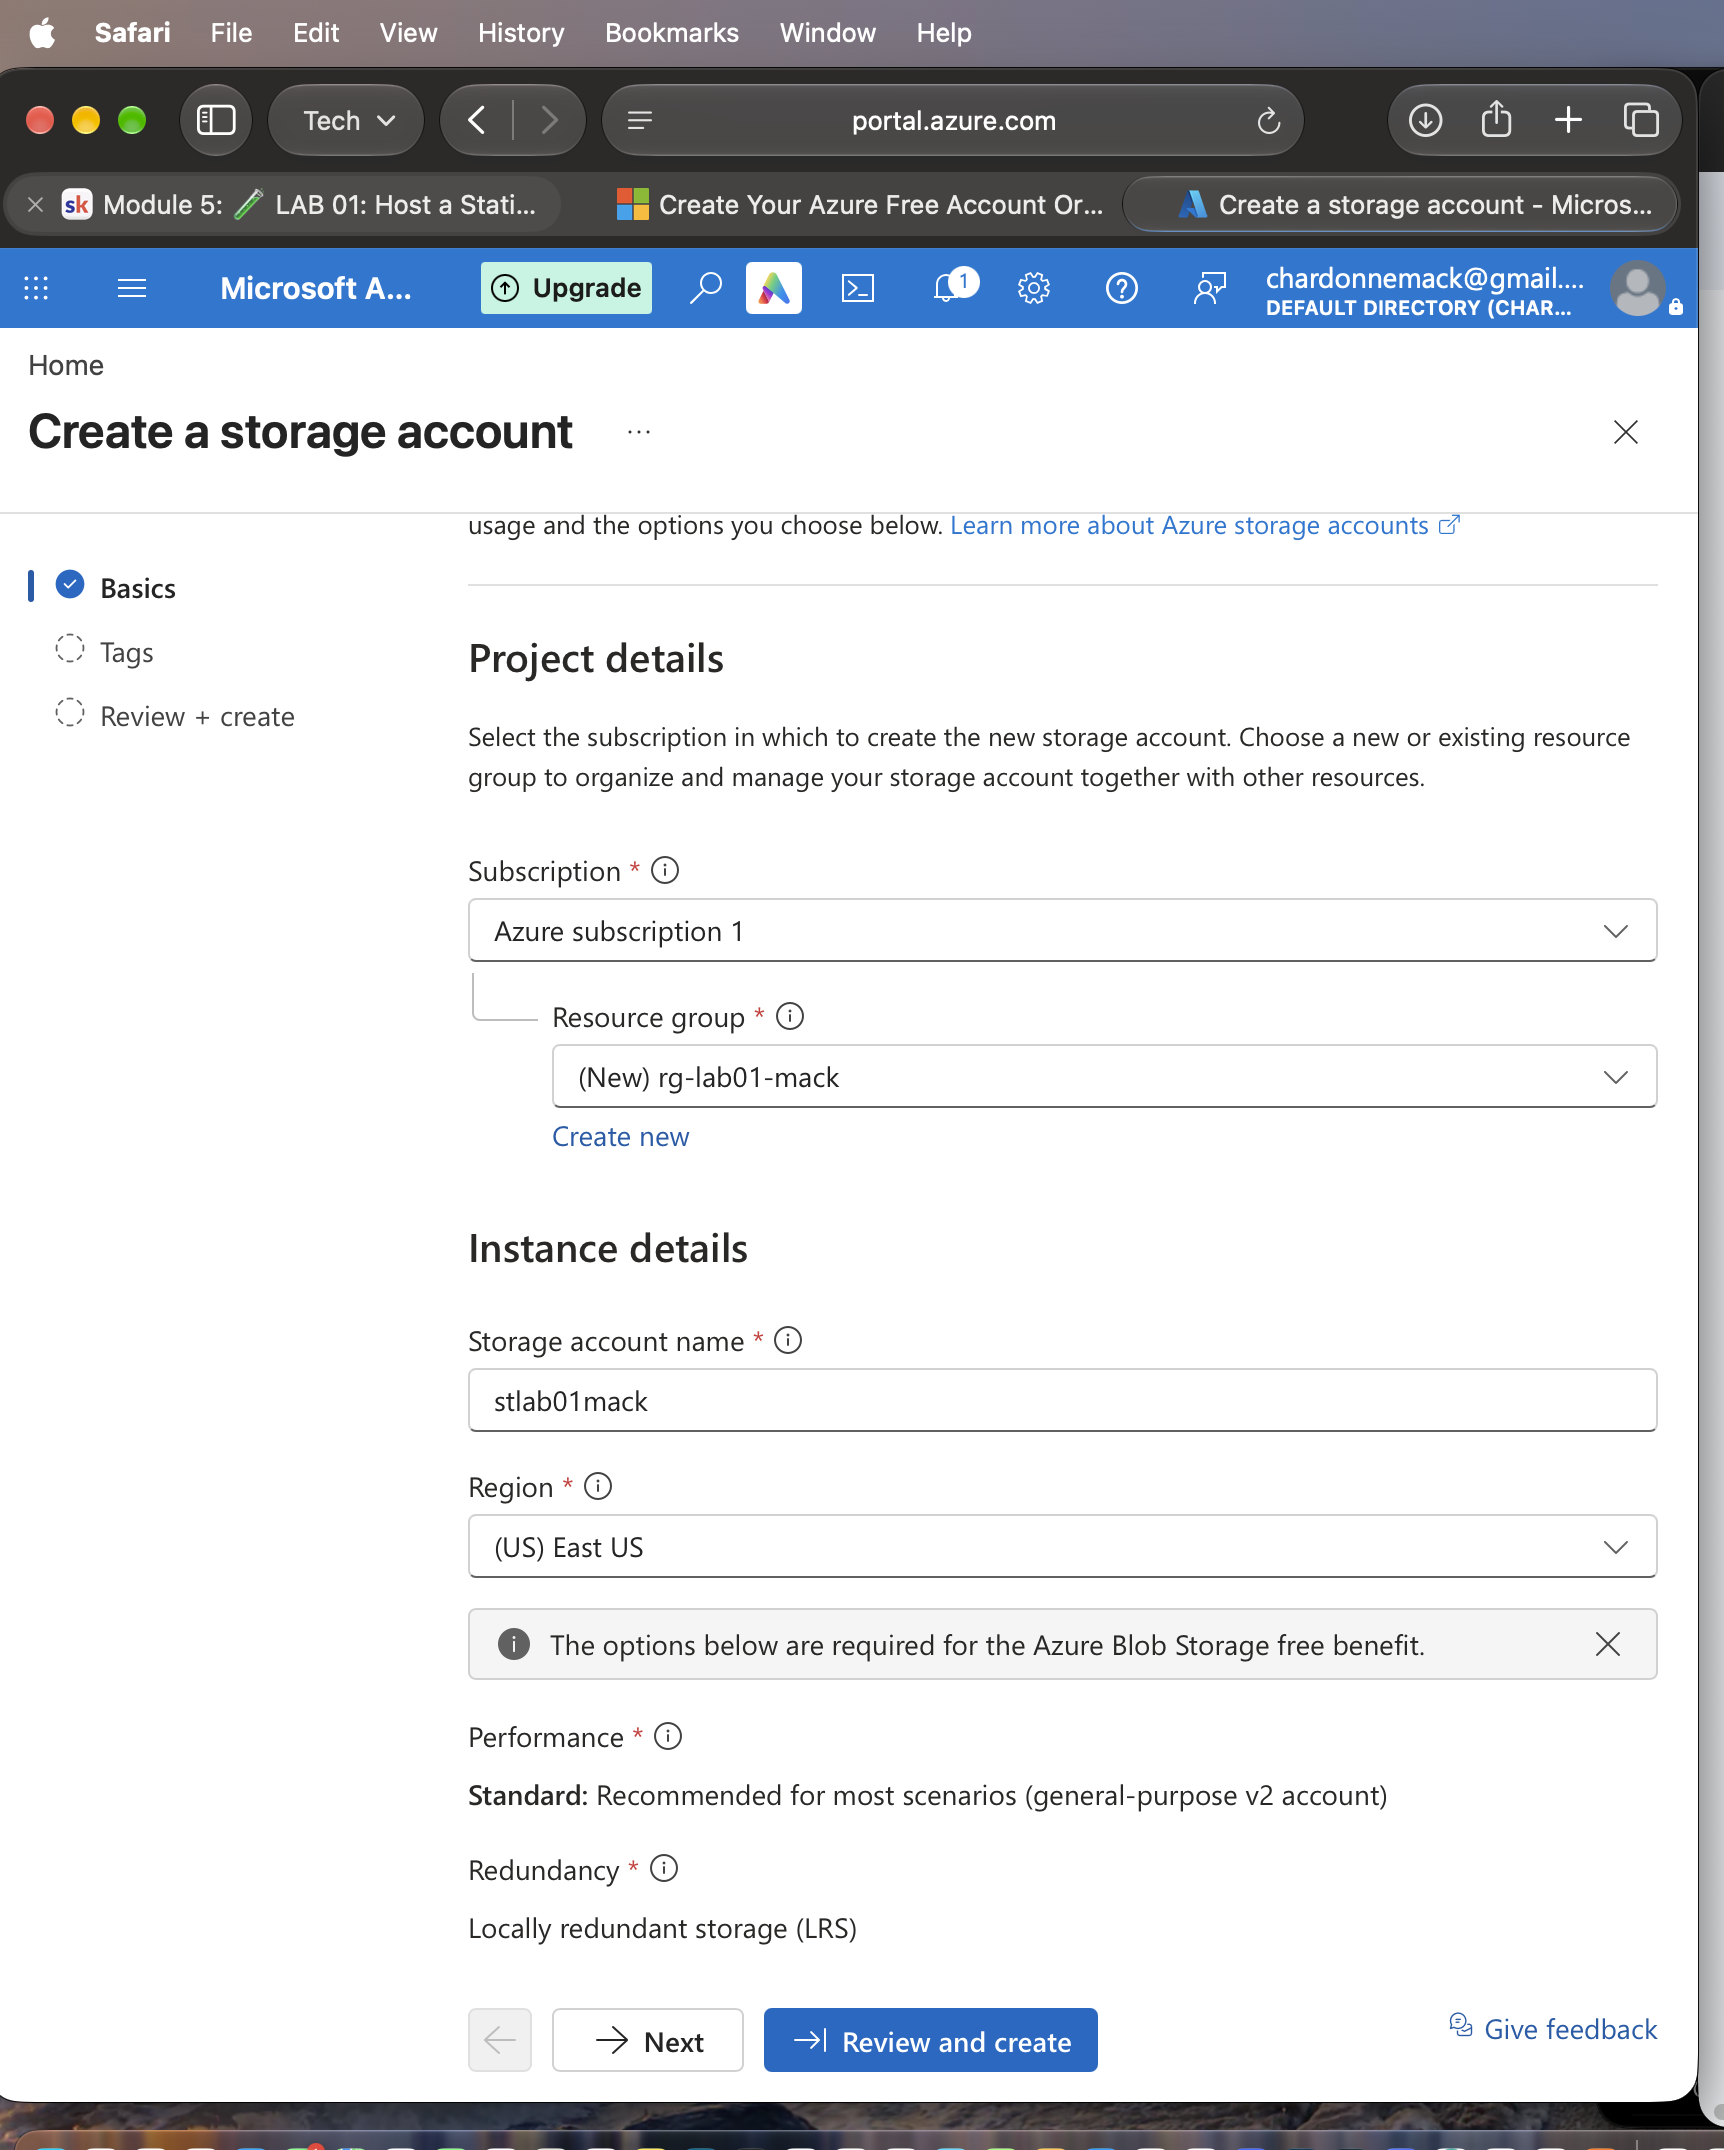 Safari File Edit View History Bookmarks Window Help
Tech portal.azure.com
sk Module 5: LAB 01: Host a Stati... Create Your Azure Free Account Or... Create a storage account - Micros...
Microsoft A... Upgrade 1 chardonnemack@gmail....
DEFAULT DIRECTORY (CHAR...
Home
Create a storage account ...
usage and the options you choose below. Learn more about Azure storage accounts
Basics
Tags
Review + create
Project details
Select the subscription in which to create the new storage account. Choose a new or existing resource
group to organize and manage your storage account together with other resources.
Subscription *
Azure subscription 1
Resource group *
(New) rg-lab01-mack
Create new
Instance details
Storage account name *
stlab01mack
Region *
(US) East US
The options below are required for the Azure Blob Storage free benefit.
Performance *
Standard: Recommended for most scenarios (general-purpose v2 account)
Redundancy *
Locally redundant storage (LRS)
Next Review and create Give feedback